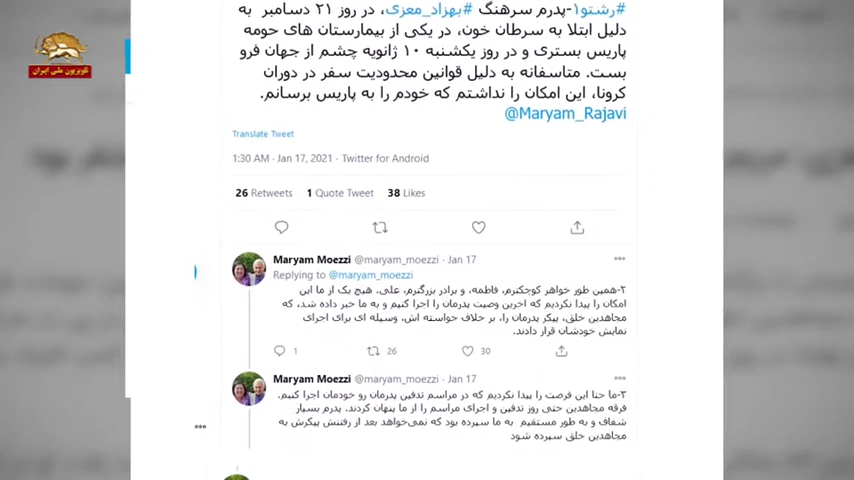 #رشتو۱-پدرم سرهنگ #بهزاد_معزی، در روز ۲۱ دسامبر به
دلیل ابتلا به سرطان خون، در یکی از بیمارستان های حومه
پاریس بستری و در روز یکشنبه ۱۰ ژانویه چشم از جهان فرو
بست. متاسفانه به دلیل قوانین محدودیت سفر در دوران
کرونا، این امکان را نداشتم که خودم را به پاریس برسانم.
@Maryam_Rajavi
Translate Tweet
1:30 AM · Jan 17, 2021 · Twitter for Android
26 Retweets 1 Quote Tweet 38 Likes
Maryam Moezzi @maryam_moezzi · Jan 17
Replying to @maryam_moezzi
۲-همین طور خواهر کوچکترم، فاطمه، و برادر بزرگترم، علی. هیچ یک از ما این
امکان را پیدا نکردیم که آخرین وصیت پدرمان را اجرا کنیم و به ما خبر داده شد، که
مجاهدین خلق، پیکر پدرمان را، بر خلاف خواسته اش، وسیله ای برای اجرای
نمایش خودشان قرار دادند.
1 26 30
Maryam Moezzi @maryam_moezzi · Jan 17
۳-ما حتا این فرصت را پیدا نکردیم که در مراسم تدفین پدرمان رو خودمان اجرا کنیم.
فرقه مجاهدین حتی روز تدفین و اجرای مراسم را از ما پنهان کردند. پدرم بسیار
شفاف و به طور مستقیم به ما سپرده بود که نمی‌خواهد بعد از رفتنش پیکرش به
مجاهدین خلق سپرده شود
تلویزیون ملی ایران